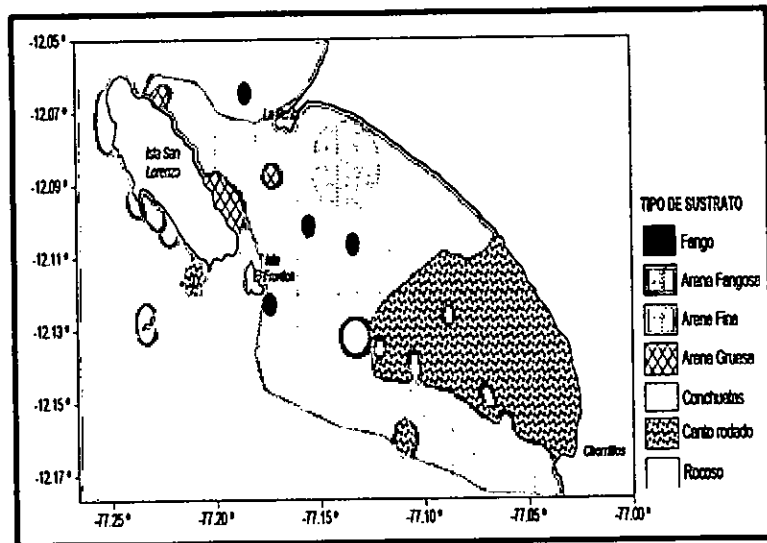 -12.05°
-12.07°
-12.09°
-12.11°
-12.13°
-12.15°
-12.17°
-77.25°
-77.20°
-77.15°
-77.10°
-77.05°
-77.00°
Isla San
Lorenzo
La
Isla
Frontón
Chorrillos
TIPO DE SUSTRATO
Fango
Arena Fangosa
Arena Fina
Arena Gruesa
Conchuelas
Canto rodado
Rocoso